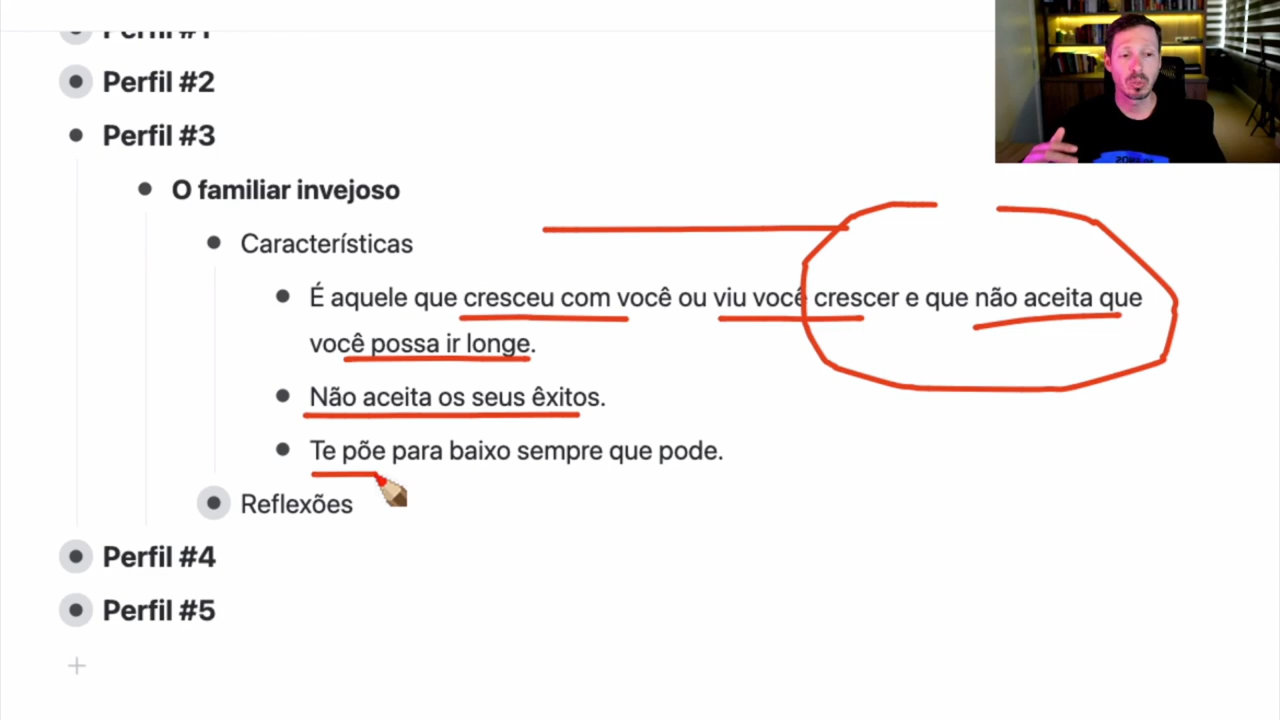 Perfil #1
Perfil #2
Perfil #3
O familiar invejoso
Características
É aquele que cresceu com você ou viu você crescer e que não aceita que
você possa ir longe.
Não aceita os seus êxitos.
Te põe para baixo sempre que pode.
Reflexões
Perfil #4
Perfil #5